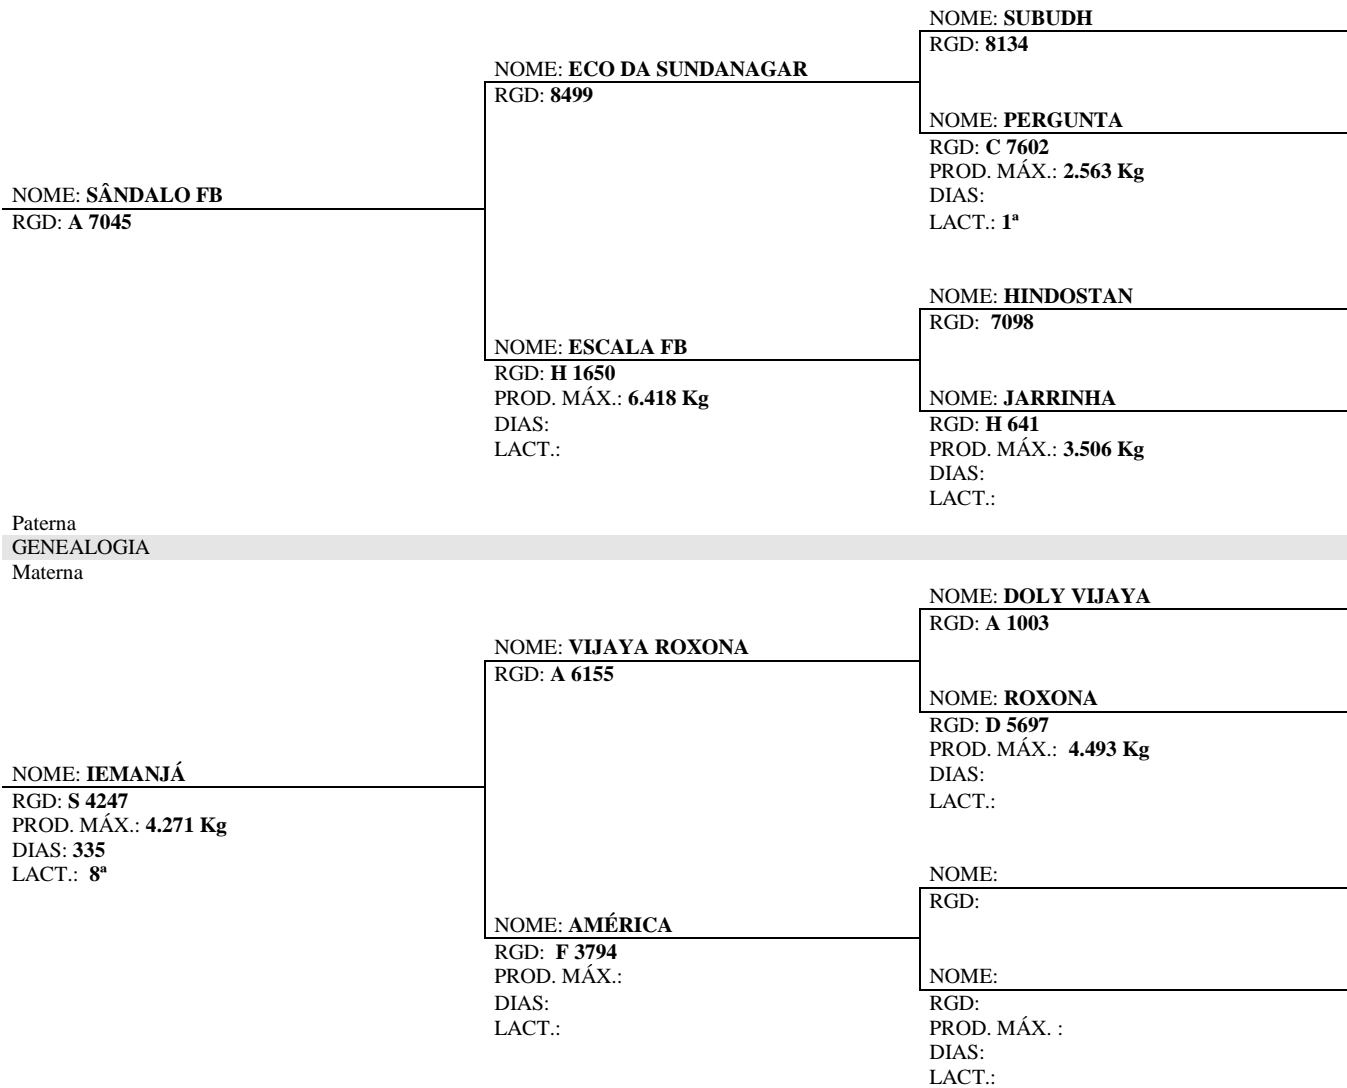 NOME: SUBUDH
RGD: 8134
NOME: ECO DA SUNDANAGAR
RGD: 8499
NOME: PERGUNTA
RGD: C 7602
PROD. MÁX.: 2.563 Kg
DIAS:
LACT.: 1ª
NOME: SÂNDALO FB
RGD: A 7045
NOME: HINDOSTAN
RGD: 7098
NOME: ESCALA FB
RGD: H 1650
PROD. MÁX.: 6.418 Kg
DIAS:
LACT.:
NOME: JARRINHA
RGD: H 641
PROD. MÁX.: 3.506 Kg
DIAS:
LACT.:
Paterna
GENEALOGIA
Materna
NOME: DOLY VIJAYA
RGD: A 1003
NOME: VIJAYA ROXONA
RGD: A 6155
NOME: ROXONA
RGD: D 5697
PROD. MÁX.: 4.493 Kg
DIAS:
LACT.:
NOME: IEMANJÁ
RGD: S 4247
PROD. MÁX.: 4.271 Kg
DIAS: 335
LACT.: 8ª
NOME:
RGD:
NOME: AMÉRICA
RGD: F 3794
PROD. MÁX.:
DIAS:
LACT.:
NOME:
RGD:
PROD. MÁX. :
DIAS:
LACT.: